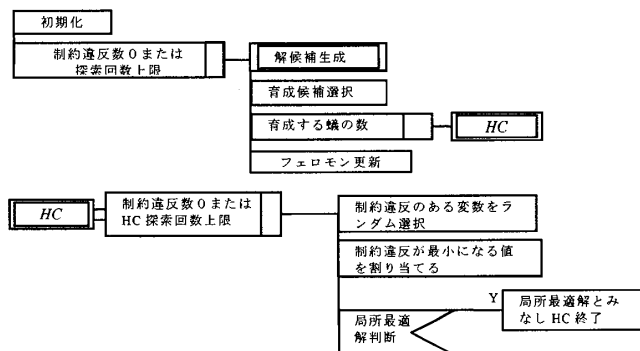 初期化
制約違反数０または
探索回数上限
解候補生成
育成候補選択
育成する蟻の数
HC
フェロモン更新
HC
制約違反数０または
HC 探索回数上限
制約違反のある変数をラ
ンダム選択
制約違反が最小になる値
を割り当てる
Y
局所最適解とみ
なし HC 終了
局所最適
解判断